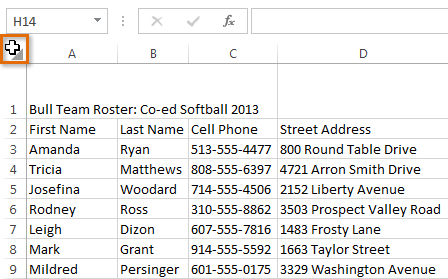 H14 fx
A B C D
1 Bull Team Roster: Co-ed Softball 2013
2 First Name Last Name Cell Phone Street Address
3 Amanda Ryan 513-555-4477 800 Round Table Drive
4 Tricia Matthews 808-555-6397 4721 Arron Smith Drive
5 Josefina Woodard 714-555-4506 2152 Liberty Avenue
6 Rodney Ross 310-555-8862 3503 Prospect Valley Road
7 Leigh Dizon 607-555-7816 1483 Frosty Lane
8 Mark Grant 914-555-5592 1663 Taylor Street
9 Mildred Persinger 601-555-0175 3329 Washington Avenue